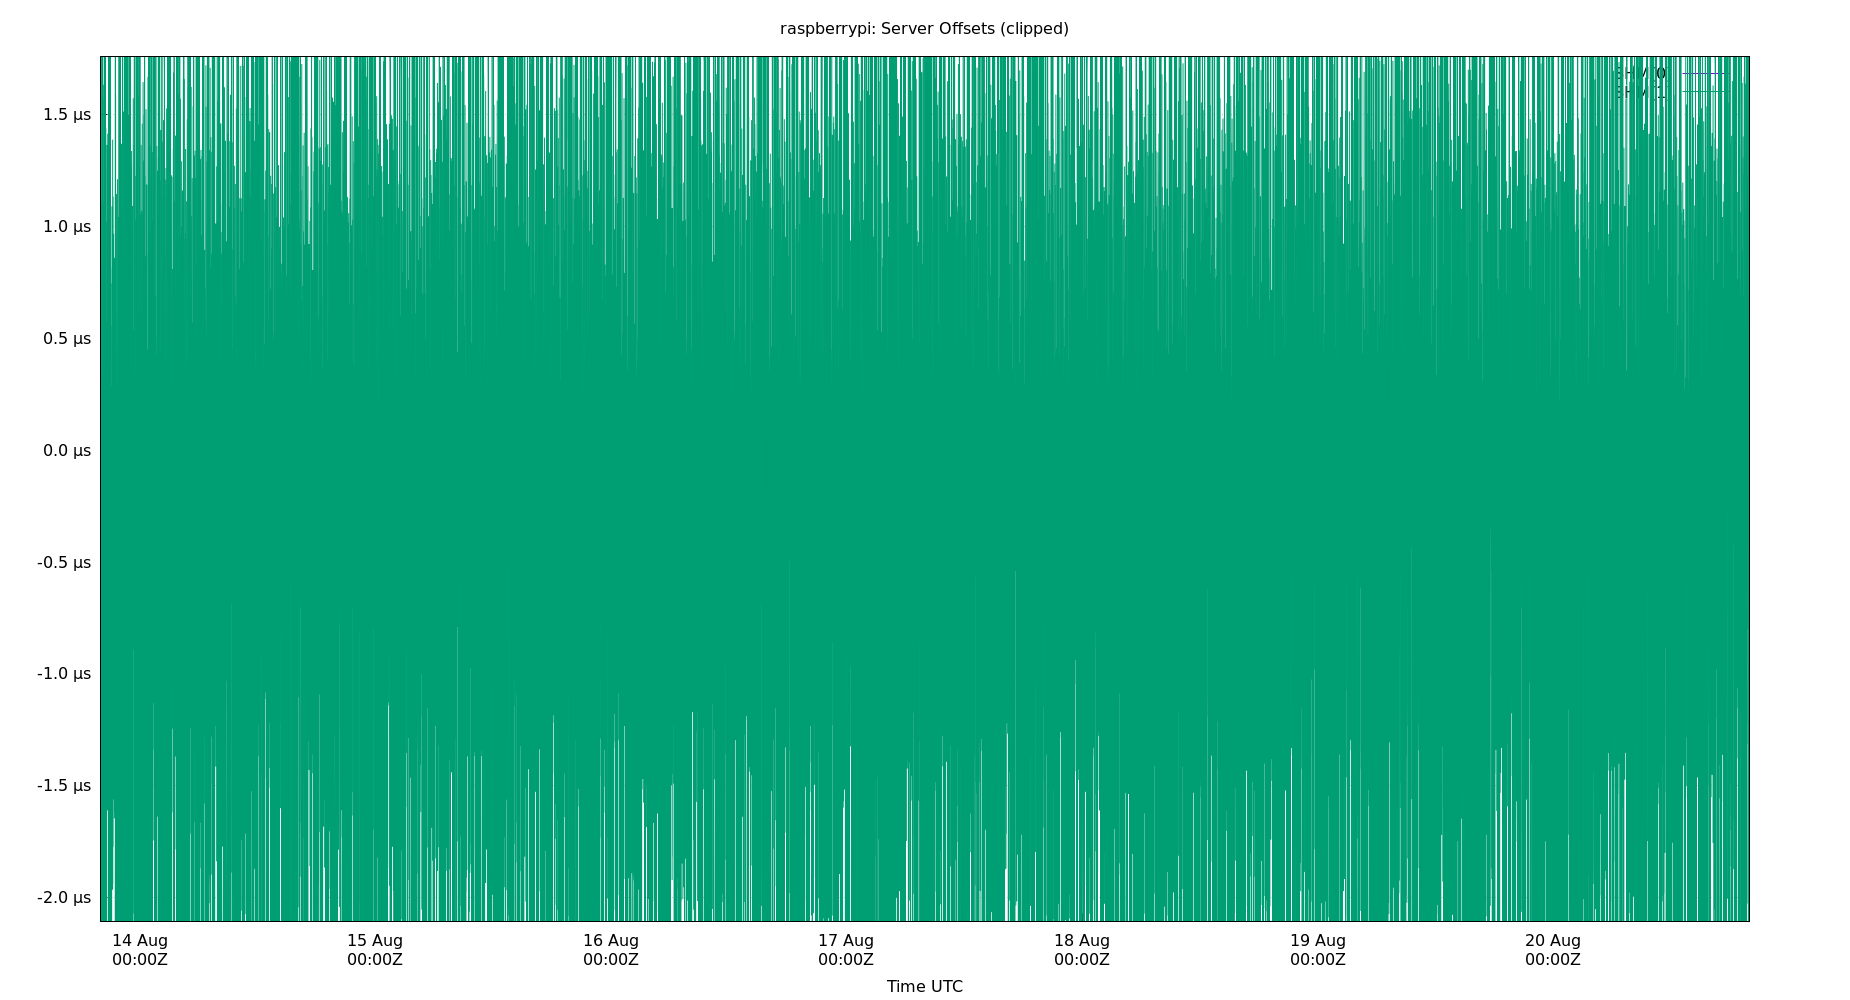 raspberrypi: Server Offsets (clipped)
1.5 µs
1.0 µs
0.5 µs
0.0 µs
-0.5 µs
-1.0 µs
-1.5 µs
-2.0 µs
14 Aug 15 Aug 16 Aug 17 Aug 18 Aug 19 Aug 20 Aug
00:00Z 00:00Z 00:00Z 00:00Z 00:00Z 00:00Z 00:00Z
Time UTC